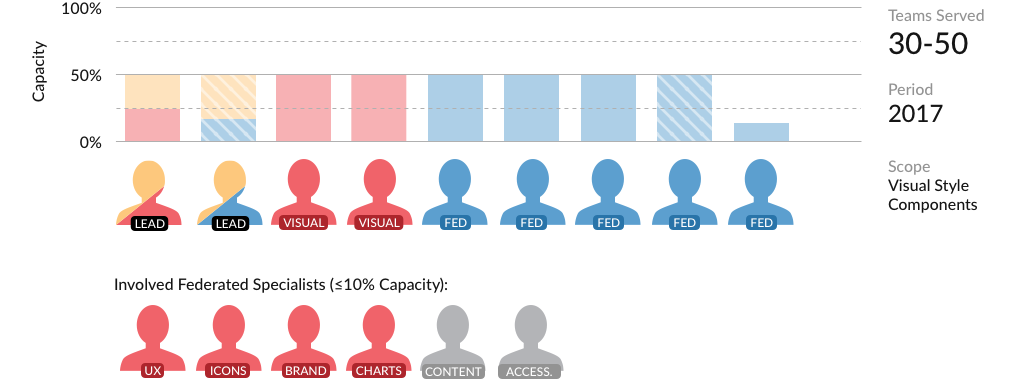 100%
50%
0%
Capacity
LEAD LEAD VISUAL VISUAL FED FED FED FED FED
Teams Served
30-50
Period
2017
Scope
Visual Style
Components
Involved Federated Specialists (≤10% Capacity):
UX ICONS BRAND CHARTS CONTENT ACCESS.